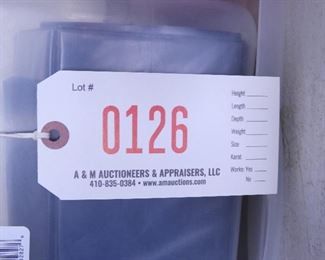 Lot #
0126
A & M AUCTIONEERS & APPRAISERS, LLC
410-835-0384 • www.amauctions.com
Height
Length
Depth
Weight
Size
Karat
Works: Yes
No